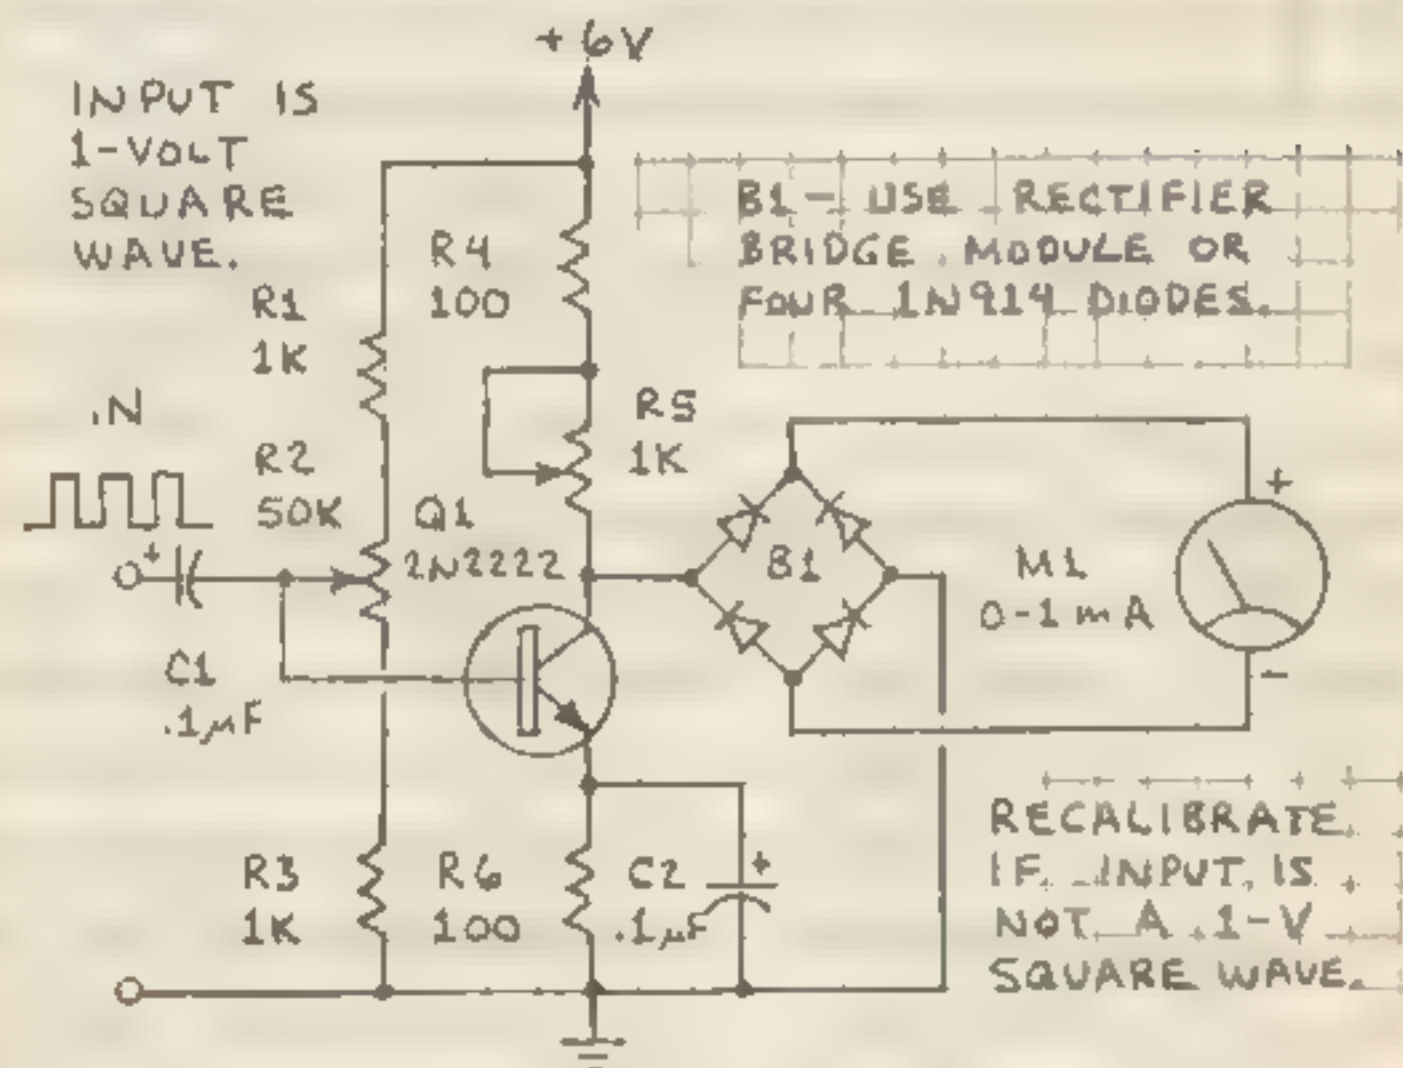 +6V
INPUT IS
1-VOLT
SQUARE
WAVE.
B1 - USE RECTIFIER
BRIDGE MODULE OR
FOUR 1N914 DIODES.
R4
100
R1
1K
IN
R5
1K
R2
50K
Q1
2N2222
+
+
B1
M1
0-1 mA
-
C1
.1μF
RECALIBRATE
IF INPUT IS
NOT A 1-V
SQUARE WAVE.
R3
1K
R6
100
C2
.1μF
+